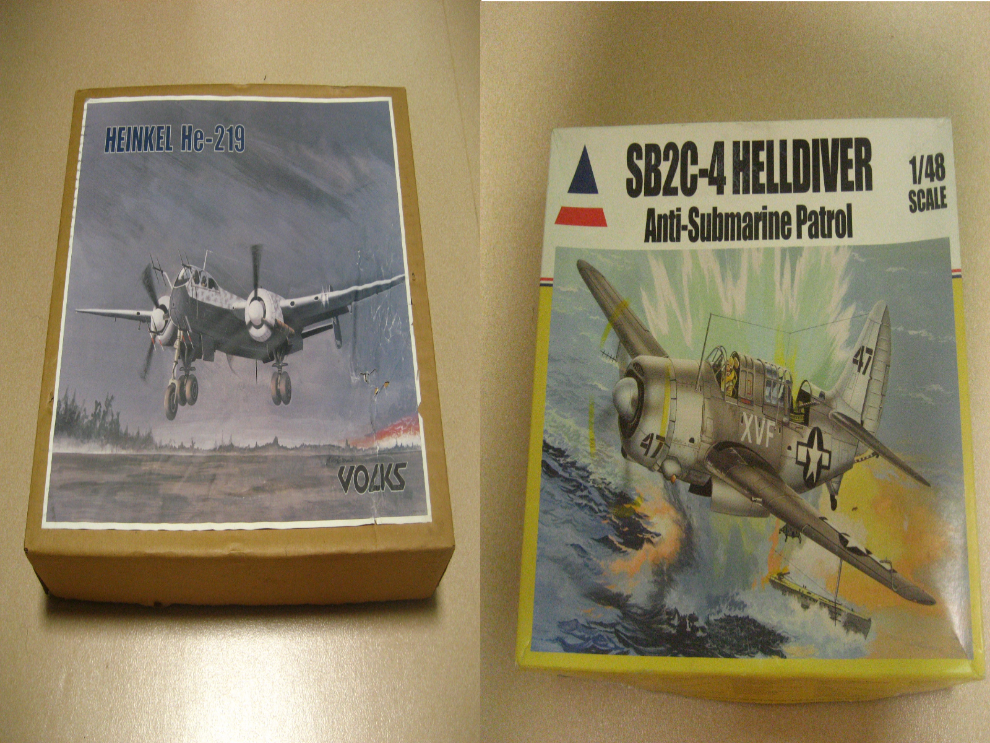 HEINKEL He-219
VOLKS
SB2C-4 HELLDIVER
Anti-Submarine Patrol
1/48
SCALE
47
XVF
47